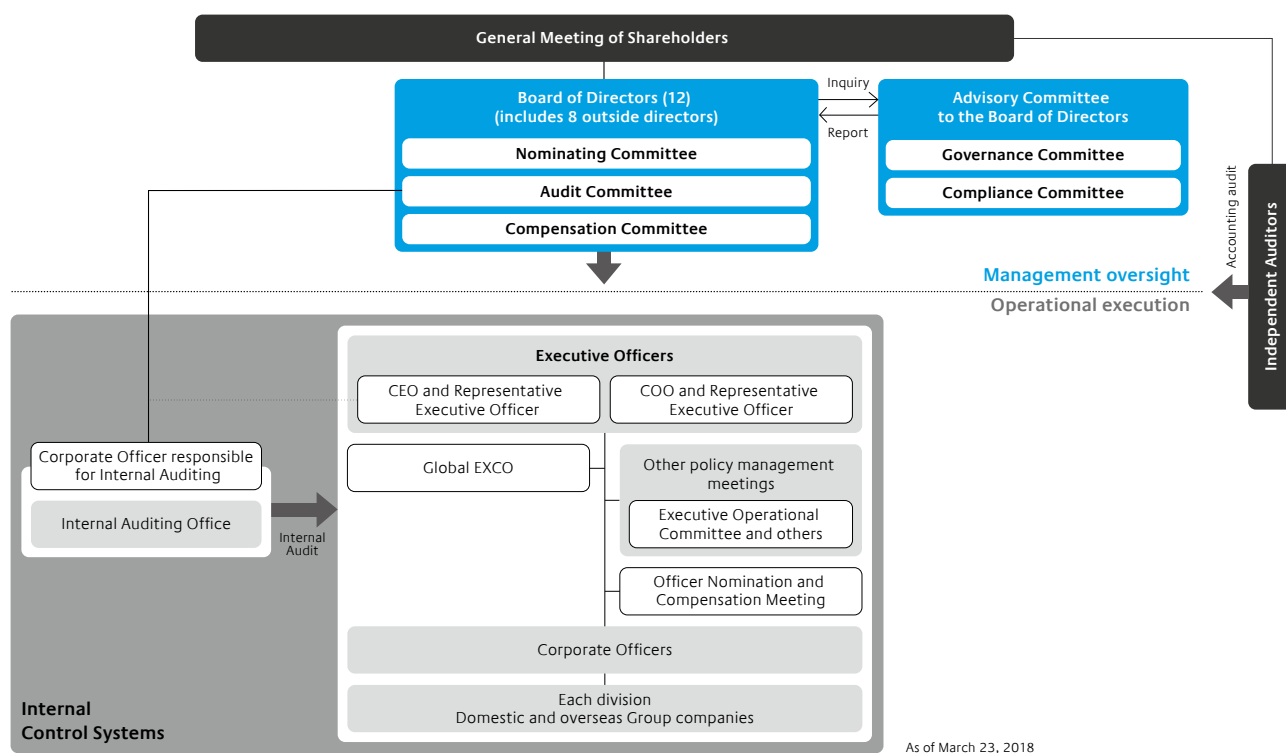 General Meeting of Shareholders
Board of Directors (12)
(includes 8 outside directors)
Nominating Committee
Audit Committee
Compensation Committee
Inquiry
Report
Advisory Committee
to the Board of Directors
Governance Committee
Compliance Committee
Accounting audit
Independent Auditors
Management oversight
Operational execution
Executive Officers
CEO and Representative
Executive Officer
COO and Representative
Executive Officer
Corporate Officer responsible
for Internal Auditing
Internal Auditing Office
Internal
Audit
Global EXCO
Other policy management
meetings
Executive Operational
Committee and others
Officer Nomination and
Compensation Meeting
Corporate Officers
Each division
Domestic and overseas Group companies
Internal
Control Systems
As of March 23, 2018